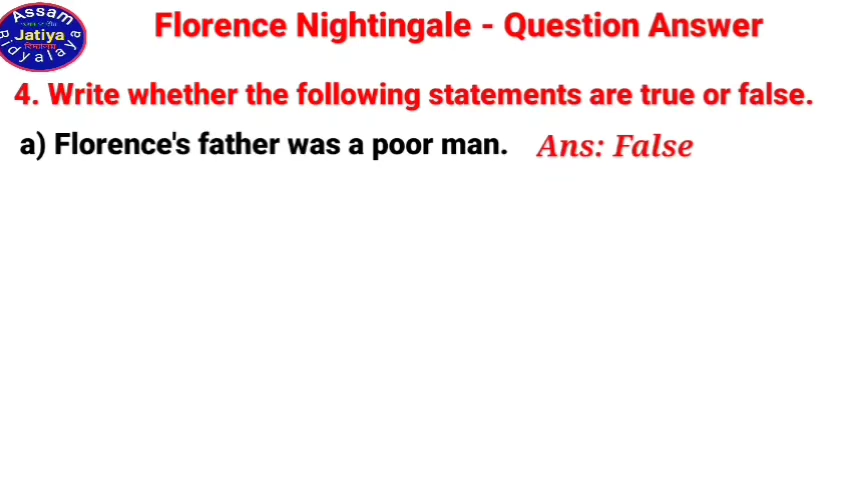 Assam
Jatiya
বিদ্যালয়
Bidyalaya
Florence Nightingale - Question Answer
4. Write whether the following statements are true or false.
a) Florence's father was a poor man. Ans: False